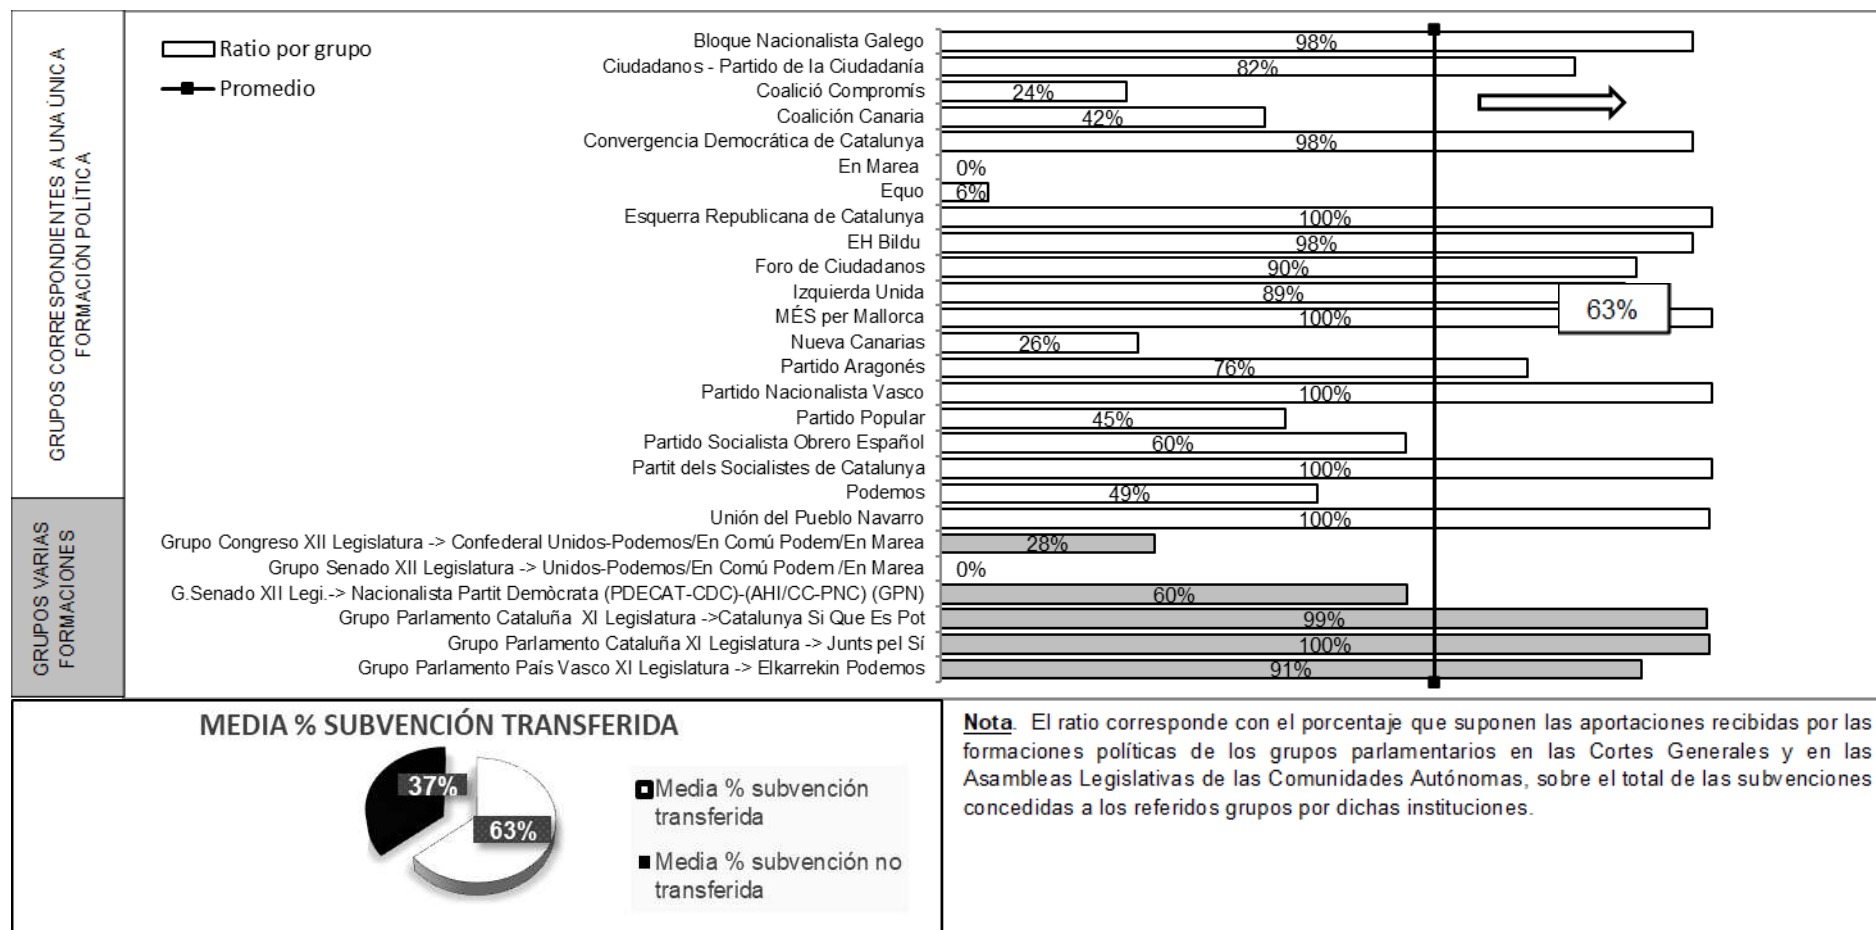 GRUPOS CORRESPONDIENTES A UNA ÚNICA
FORMACIÓN POLÍTICA
GRUPOS VARIAS
FORMACIONES
Ratio por grupo
Promedio
Bloque Nacionalista Galego 98%
Ciudadanos - Partido de la Ciudadanía 82%
Coalició Compromís 24%
Coalición Canaria 42%
Convergencia Democrática de Catalunya 98%
En Marea 0%
Equo 6%
Esquerra Republicana de Catalunya 100%
EH Bildu 98%
Foro de Ciudadanos 90%
Izquierda Unida 89%
63%
MÉS per Mallorca 100%
Nueva Canarias 26%
Partido Aragonés 76%
Partido Nacionalista Vasco 100%
Partido Popular 45%
Partido Socialista Obrero Español 60%
Partit dels Socialistes de Catalunya 100%
Podemos 49%
Unión del Pueblo Navarro 100%
Grupo Congreso XII Legislatura -> Confederal Unidos-Podemos/En Comú Podem/En Marea 28%
Grupo Senado XII Legislatura -> Unidos-Podemos/En Comú Podem /En Marea 0%
G.Senado XII Legi.-> Nacionalista Partit Demòcrata (PDECAT-CDC)-(AHI/CC-PNC) (GPN) 60%
Grupo Parlamento Cataluña XI Legislatura ->Catalunya Si Que Es Pot 99%
Grupo Parlamento Cataluña XI Legislatura -> Junts pel Sí 100%
Grupo Parlamento País Vasco XI Legislatura -> Elkarrekin Podemos 91%
MEDIA % SUBVENCIÓN TRANSFERIDA
37%
63%
Media % subvención
transferida
Media % subvención no
transferida
Nota. El ratio corresponde con el porcentaje que suponen las aportaciones recibidas por las
formaciones políticas de los grupos parlamentarios en las Cortes Generales y en las
Asambleas Legislativas de las Comunidades Autónomas, sobre el total de las subvenciones
concedidas a los referidos grupos por dichas instituciones.